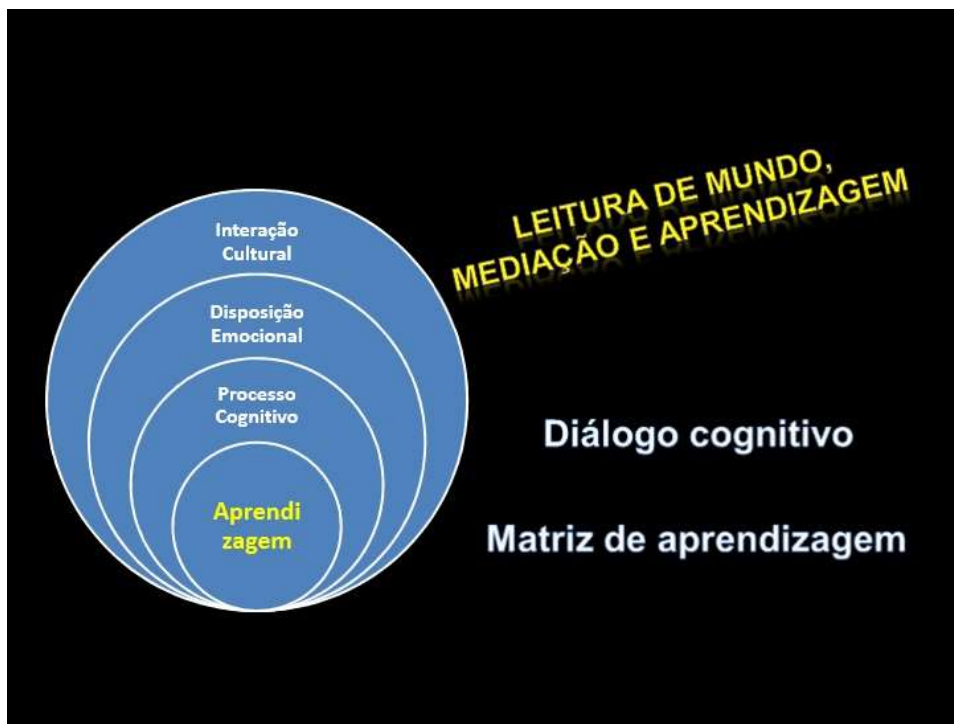 LEITURA DE MUNDO,
MEDIAÇÃO E APRENDIZAGEM
Interação
Cultural
Disposição
Emocional
Processo
Cognitivo
Aprendi
zagem
Diálogo cognitivo
Matriz de aprendizagem